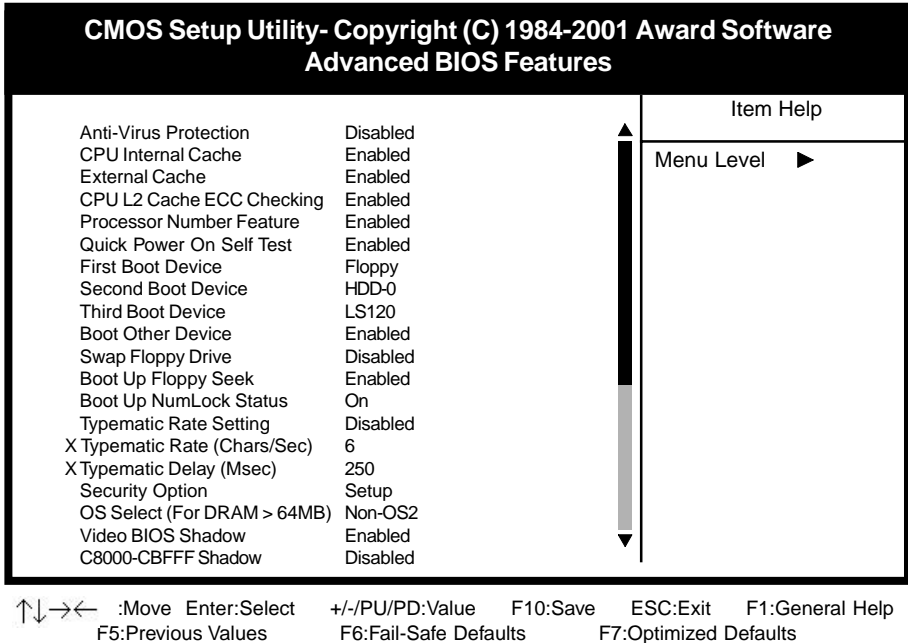 CMOS Setup Utility- Copyright (C) 1984-2001 Award Software
Advanced BIOS Features
Item Help
Menu Level ▶
Anti-Virus Protection Disabled
CPU Internal Cache Enabled
External Cache Enabled
CPU L2 Cache ECC Checking Enabled
Processor Number Feature Enabled
Quick Power On Self Test Enabled
First Boot Device Floppy
Second Boot Device HDD-0
Third Boot Device LS120
Boot Other Device Enabled
Swap Floppy Drive Disabled
Boot Up Floppy Seek Enabled
Boot Up NumLock Status On
Typematic Rate Setting Disabled
X Typematic Rate (Chars/Sec) 6
X Typematic Delay (Msec) 250
Security Option Setup
OS Select (For DRAM > 64MB) Non-OS2
Video BIOS Shadow Enabled
C8000-CBFFF Shadow Disabled
↑↓→← :Move Enter:Select +/-/PU/PD:Value F10:Save ESC:Exit F1:General Help
F5:Previous Values F6:Fail-Safe Defaults F7:Optimized Defaults